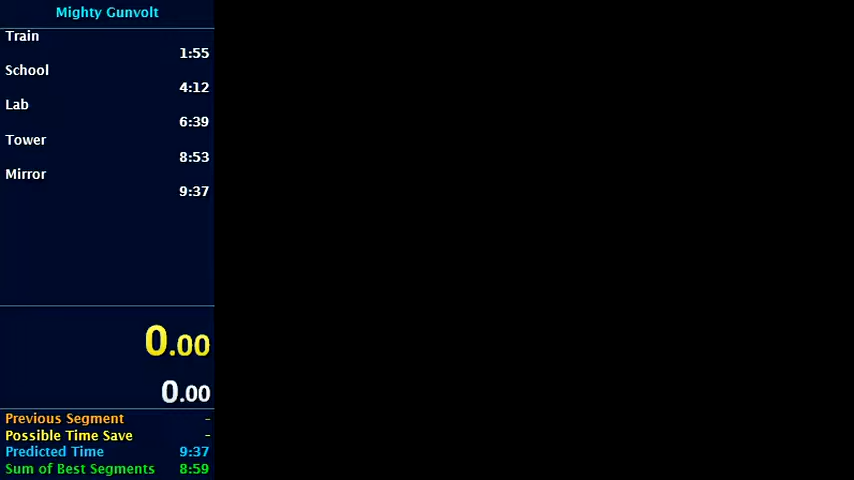 Mighty Gunvolt
Train
1:55
School
4:12
Lab
6:39
Tower
8:53
Mirror
9:37
0.00
0.00
Previous Segment -
Possible Time Save -
Predicted Time 9:37
Sum of Best Segments 8:59